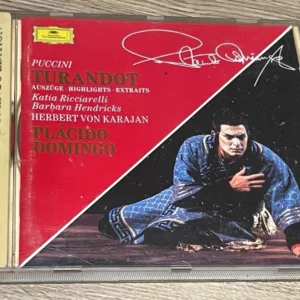 PUCCINI
TURANDOT
AUSZÜGE · HIGHLIGHTS · EXTRAITS
Katia Ricciarelli
Barbara Hendricks
HERBERT VON KARAJAN
PLACIDO
DOMINGO